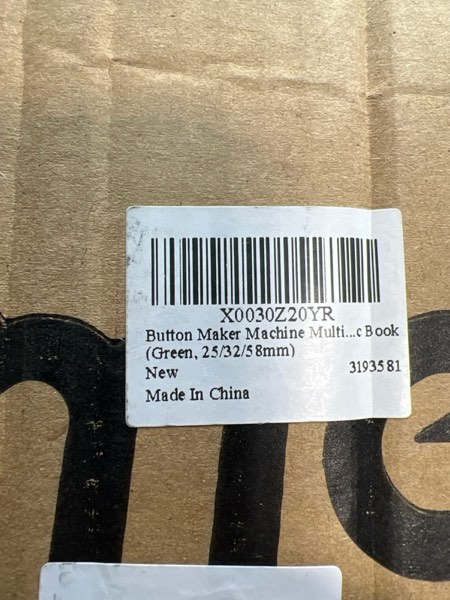 X0030Z20YR
Button Maker Machine Multi...c Book
(Green, 25/32/58mm)
New 3193581
Made In China